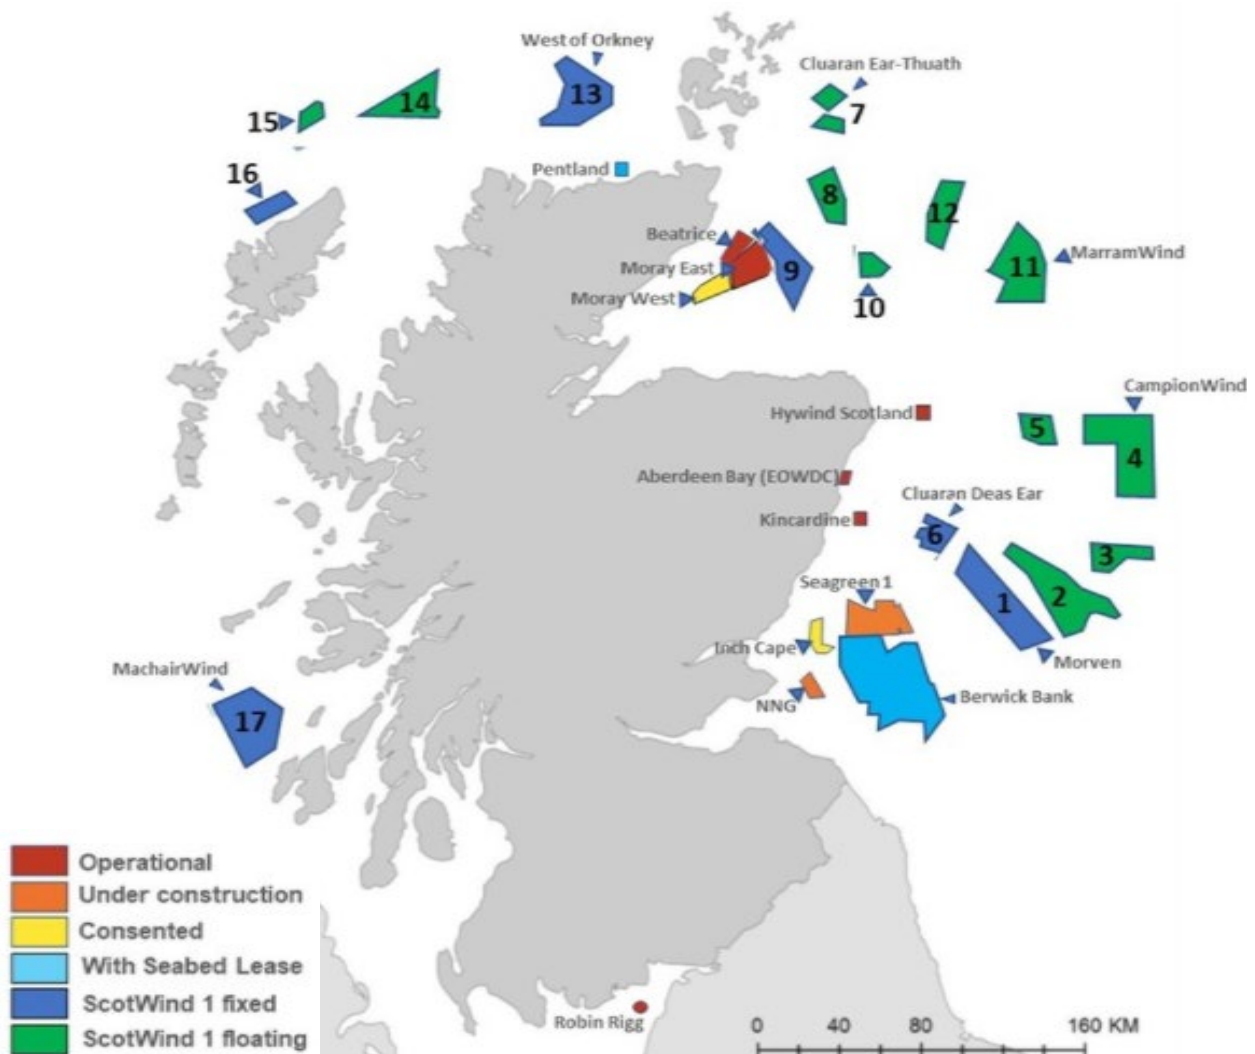 West of Orkney
Cluaran Ear-Thuath
13
14
15
7
16
Pentland
8
12
Beatrice
Moray East
9
11
MarramWind
Moray West
10
CampionWind
Hywind Scotland
5
4
Aberdeen Bay (EOWDC)
Cluaran Deas Ear
Kincardine
6
3
Seagreen 1
1
2
Inch Cape
Morven
MachairWind
NNG
Berwick Bank
17
Operational
Under construction
Consented
With Seabed Lease
ScotWind 1 fixed
ScotWind 1 floating
Robin Rigg
0 40 80 160 KM